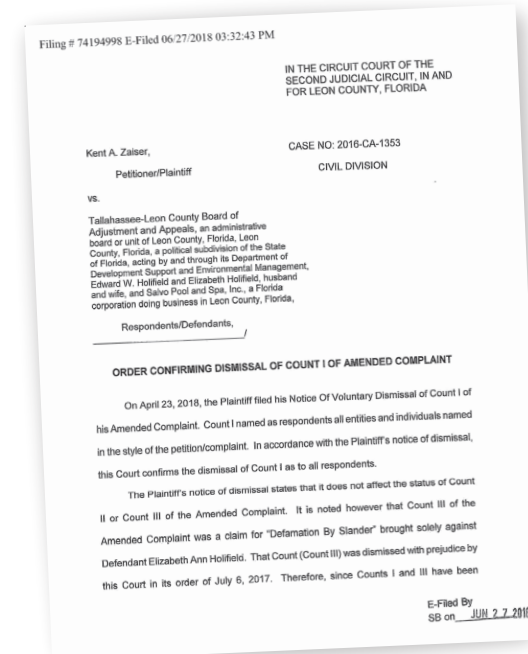 Filing # 74194998 E-Filed 06/27/2018 03:32:43 PM
IN THE CIRCUIT COURT OF THE
SECOND JUDICIAL CIRCUIT, IN AND
FOR LEON COUNTY, FLORIDA
Kent A. Zaiser,
CASE NO: 2016-CA-1353
Petitioner/Plaintiff
CIVIL DIVISION
vs.
Tallahassee-Leon County Board of
Adjustment and Appeals, an administrative
board or unit of Leon County, Florida, Leon
County, Florida, a political subdivision of the State
of Florida, acting by and through its Department of
Development Support and Environmental Management,
Edward W. Holifield and Elizabeth Holifield, husband
and wife, and Salvo Pool and Spa, Inc., a Florida
corporation doing business in Leon County, Florida,
Respondents/Defendants,
/
ORDER CONFIRMING DISMISSAL OF COUNT I OF AMENDED COMPLAINT
On April 23, 2018, the Plaintiff filed his Notice Of Voluntary Dismissal of Count I of
his Amended Complaint. Count I named as respondents all entities and individuals named
in the style of the petition/complaint. In accordance with the Plaintiff's notice of dismissal,
this Court confirms the dismissal of Count I as to all respondents.
The Plaintiff's notice of dismissal states that it does not affect the status of Count
II or Count III of the Amended Complaint. It is noted however that Count III of the
Amended Complaint was a claim for "Defamation By Slander" brought solely against
Defendant Elizabeth Ann Holifield. That Count (Count III) was dismissed with prejudice by
this Court in its order of July 6, 2017. Therefore, since Counts I and III have been
E-Filed By
SB on JUN 27 2018